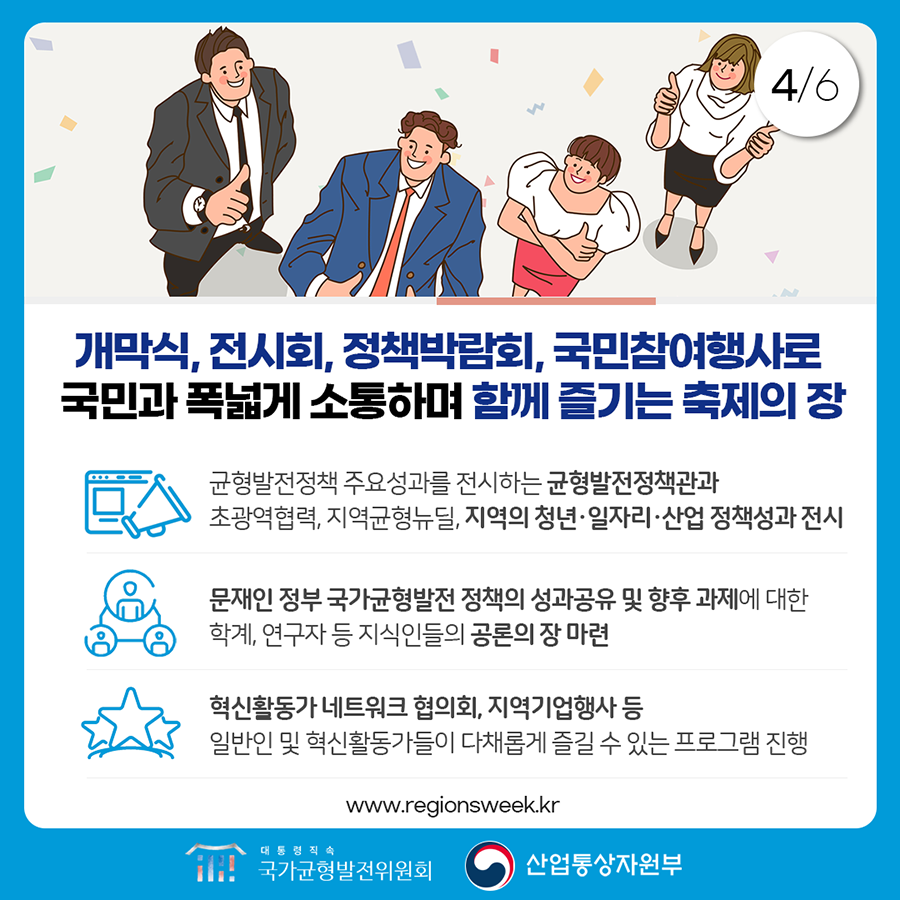 4/6
개막식, 전시회, 정책박람회, 국민참여행사로
국민과 폭넓게 소통하며 함께 즐기는 축제의 장
균형발전정책 주요성과를 전시하는 균형발전정책관과
초광역협력, 지역균형뉴딜, 지역의 청년·일자리·산업 정책성과 전시
문재인 정부 국가균형발전 정책의 성과공유 및 향후 과제에 대한
학계, 연구자 등 지식인들의 공론의 장 마련
혁신활동가 네트워크 협의회, 지역기업행사 등
일반인 및 혁신활동가들이 다채롭게 즐길 수 있는 프로그램 진행
www.regionsweek.kr
대통령직속
국가균형발전위원회
산업통상자원부